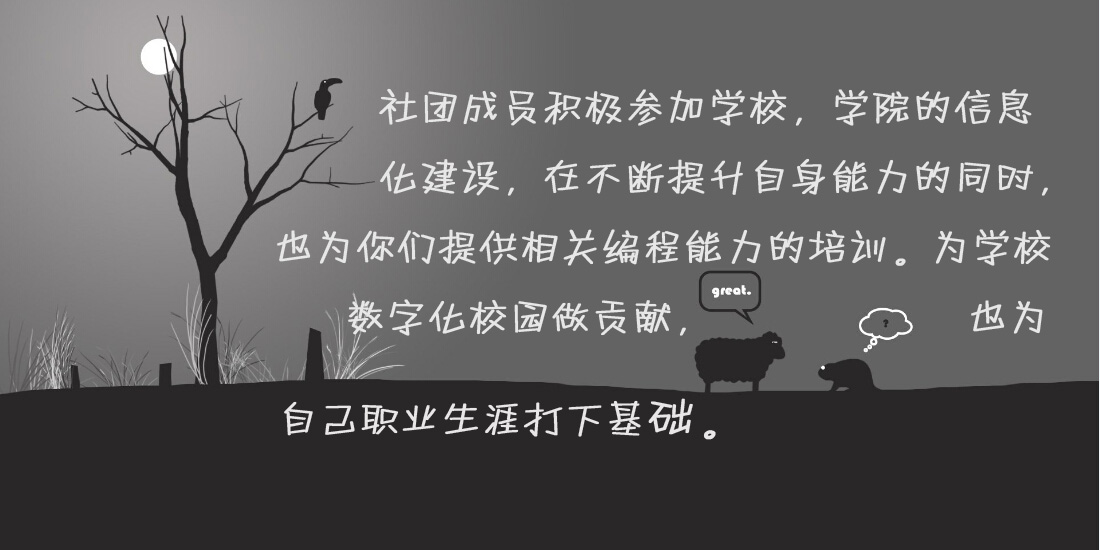 社团成员积极参加学校，学院的信息
化建设，在不断提升自身能力的同时，
也为你们提供相关编程能力的培训。为学校
great.
数字化校园做贡献，
?
也为
自己职业生涯打下基础。